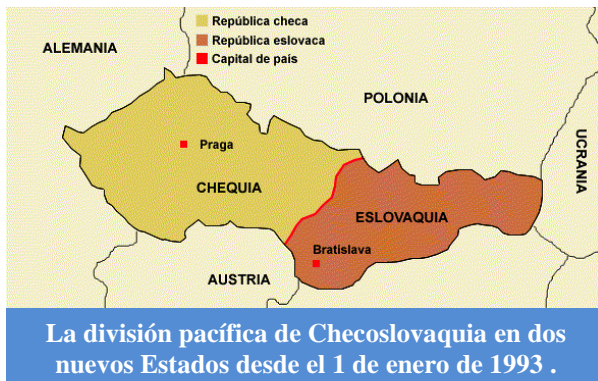 República checa
República eslovaca
Capital de país
ALEMANIA
POLONIA
UCRANIA
Praga
CHEQUIA
ESLOVAQUIA
Bratislava
AUSTRIA
La división pacífica de Checoslovaquia en dos
nuevos Estados desde el 1 de enero de 1993 .